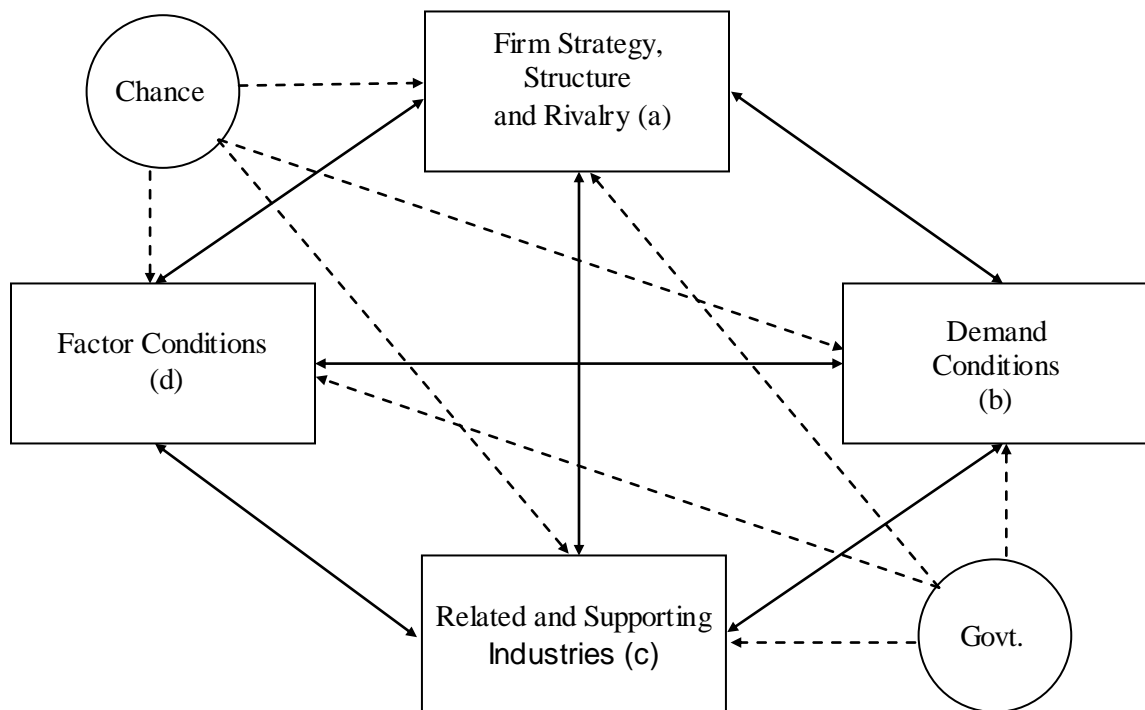 Firm Strategy,
Structure
and Rivalry (a)
Chance
Factor Conditions
(d)
Demand
Conditions
(b)
Related and Supporting
Industries (c)
Govt.